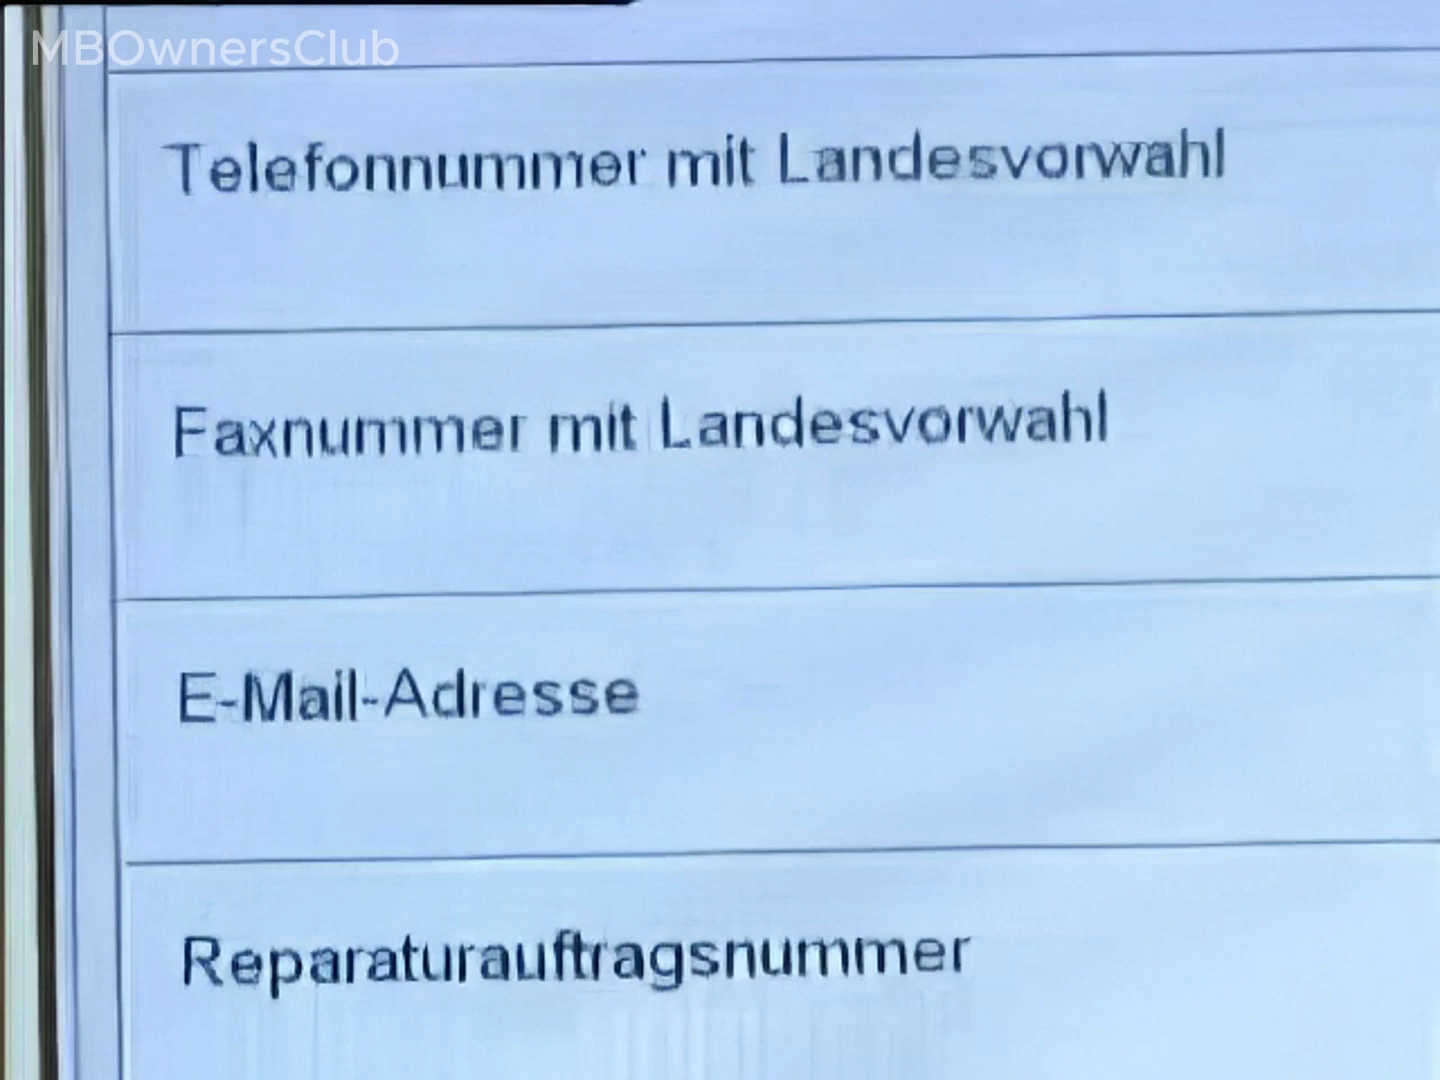 MBOwnersClub
Telefonnummer mit Landesvorwahl
Faxnummer mit Landesvorwahl
E-Mail-Adresse
Reparaturauftragsnummer